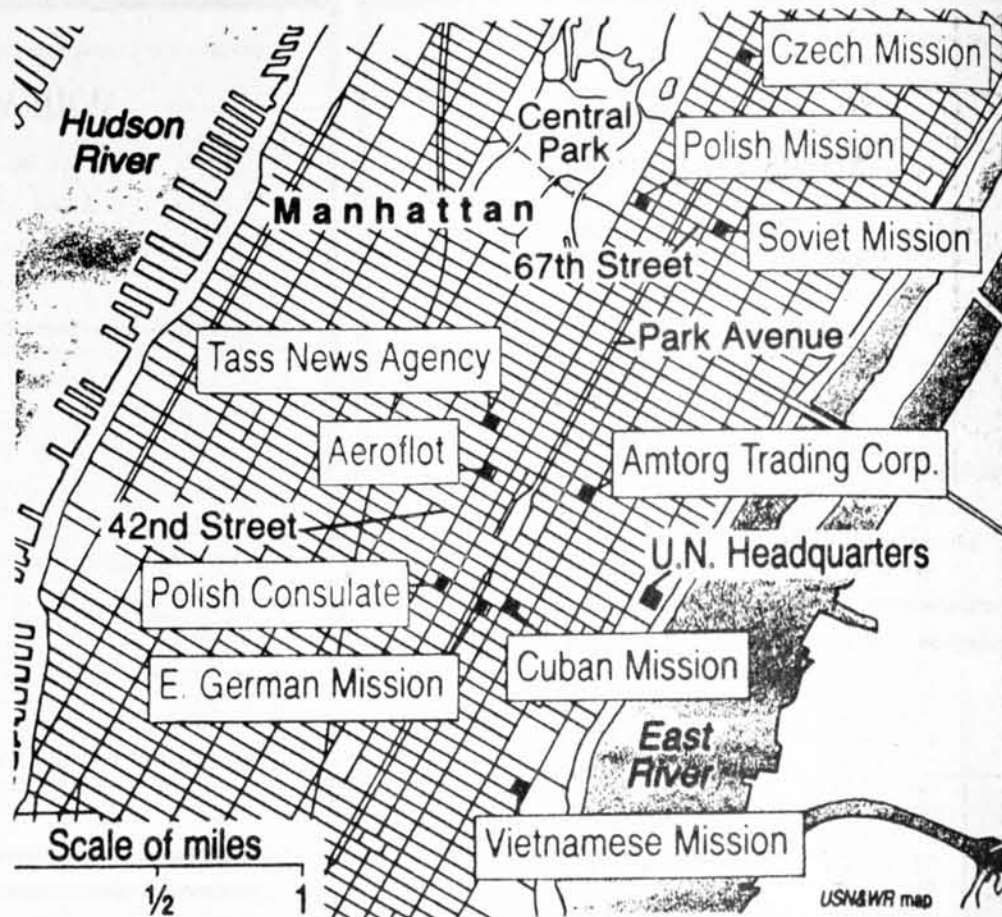 Czech Mission
Hudson
River
Central
Park
Polish Mission
Manhattan
Soviet Mission
67th Street
Park Avenue
Tass News Agency
Aeroflot
Amtorg Trading Corp.
42nd Street
U.N. Headquarters
Polish Consulate
Cuban Mission
E. German Mission
East
River
Vietnamese Mission
Scale of miles
½ 1
USN&WR map